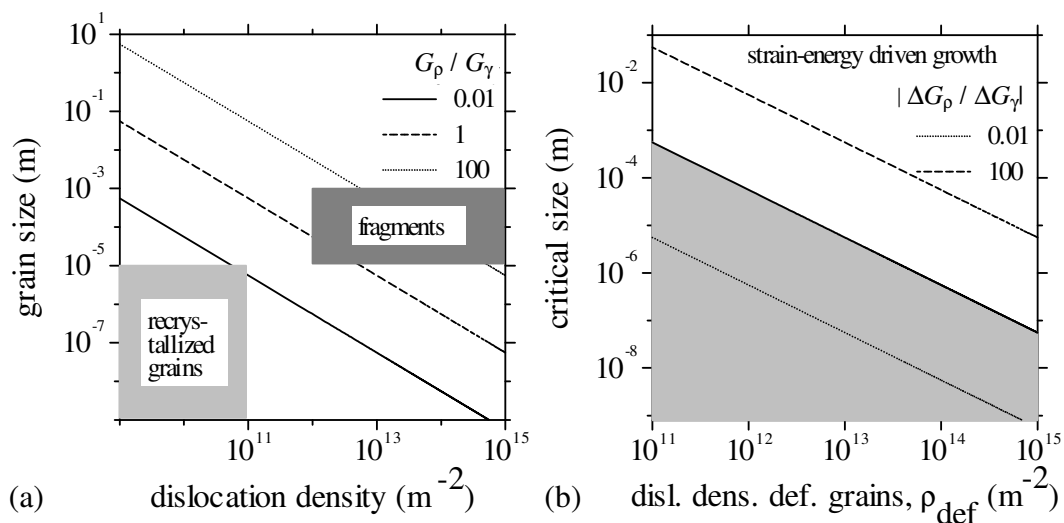 10^1
10^-1
10^-3
10^-5
10^-7
grain size (m)
G_ρ / G_γ
0.01
1
100
fragments
recrys-
tallized
grains
10^11
10^13
10^15
(a)
dislocation density (m^-2)
strain-energy driven growth
| ΔG_ρ / ΔG_γ|
0.01
100
10^-2
10^-4
10^-6
10^-8
critical size (m)
10^11
10^12
10^13
10^14
10^15
(b)
disl. dens. def. grains, ρ_def (m^-2)